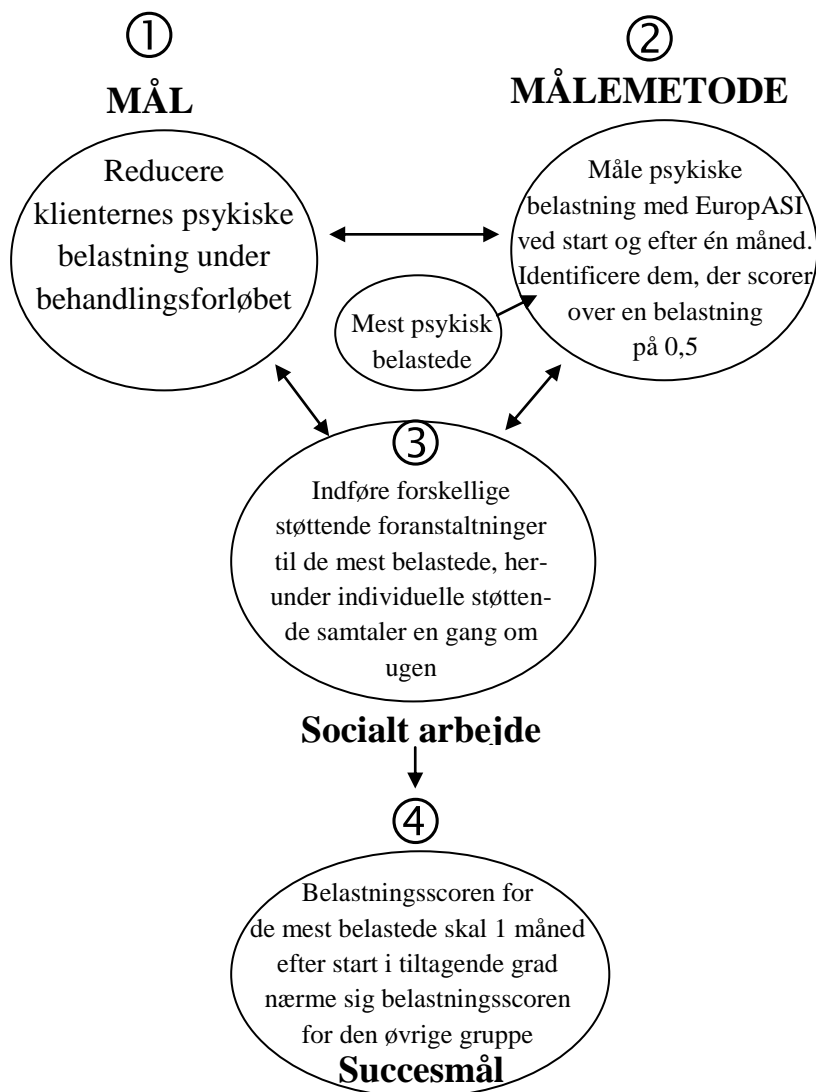 ①
MÅL
Reducere
klienternes psykiske
belastning under
behandlingsforløbet
②
MÅLEMETODE
Måle psykiske
belastning med EuropASI
ved start og efter én måned.
Identificere dem, der scorer
over en belastning
på 0,5
Mest psykisk
belastede
③
Indføre forskellige
støttende foranstaltninger
til de mest belastede, her-
under individuelle støtten-
de samtaler en gang om
ugen
Socialt arbejde
④
Belastningsscoren for
de mest belastede skal 1 måned
efter start i tiltagende grad
nærme sig belastningsscoren
for den øvrige gruppe
Succesmål